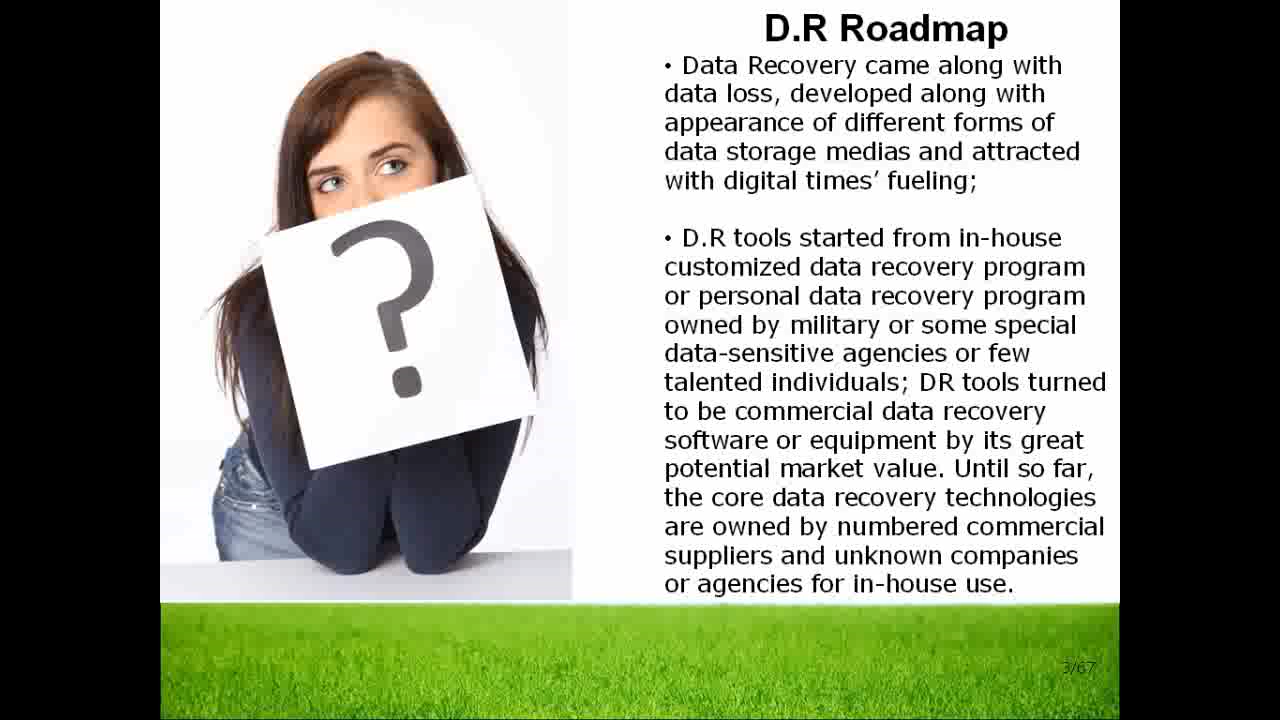 D.R Roadmap
• Data Recovery came along with
data loss, developed along with
appearance of different forms of
data storage medias and attracted
with digital times’ fueling;
• D.R tools started from in-house
customized data recovery program
or personal data recovery program
owned by military or some special
data-sensitive agencies or few
talented individuals; DR tools turned
to be commercial data recovery
software or equipment by its great
potential market value. Until so far,
the core data recovery technologies
are owned by numbered commercial
suppliers and unknown companies
or agencies for in-house use.
?
3/67